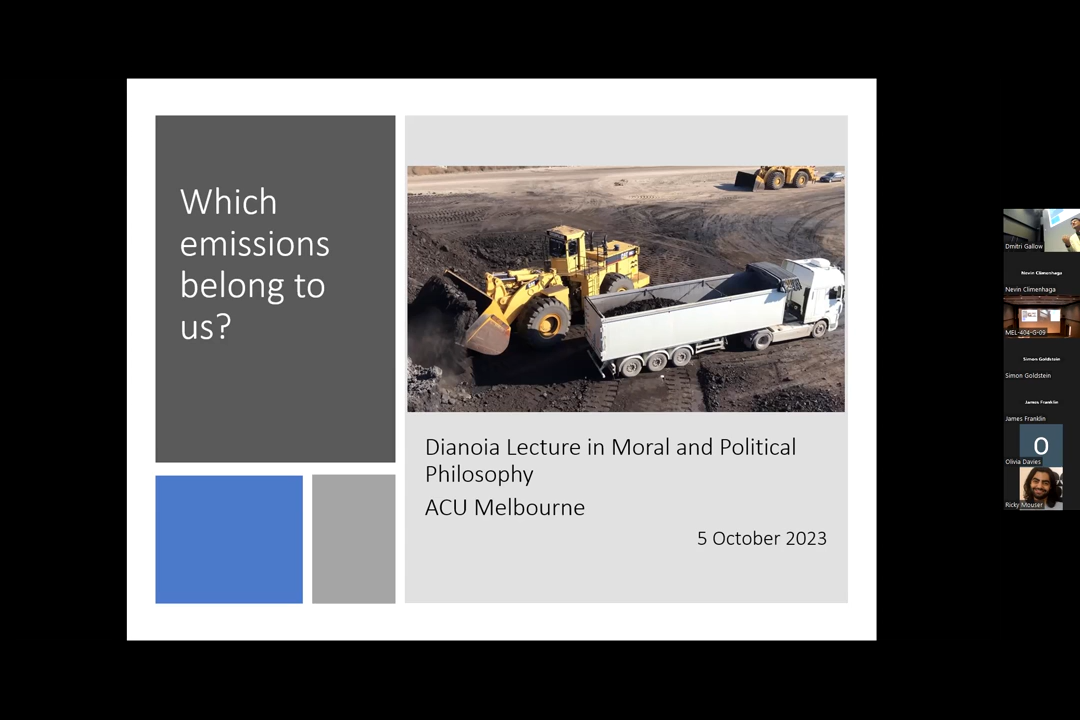 Which
emissions
belong to
us?
Dianoia Lecture in Moral and Political
Philosophy
ACU Melbourne
5 October 2023
Dmitri Gallow
Nevin Climenhaga
Nevin Climenhaga
MEL-404-G-09
Simon Goldstein
Simon Goldstein
James Franklin
James Franklin
O
Olivia Davies
Ricky Mouser